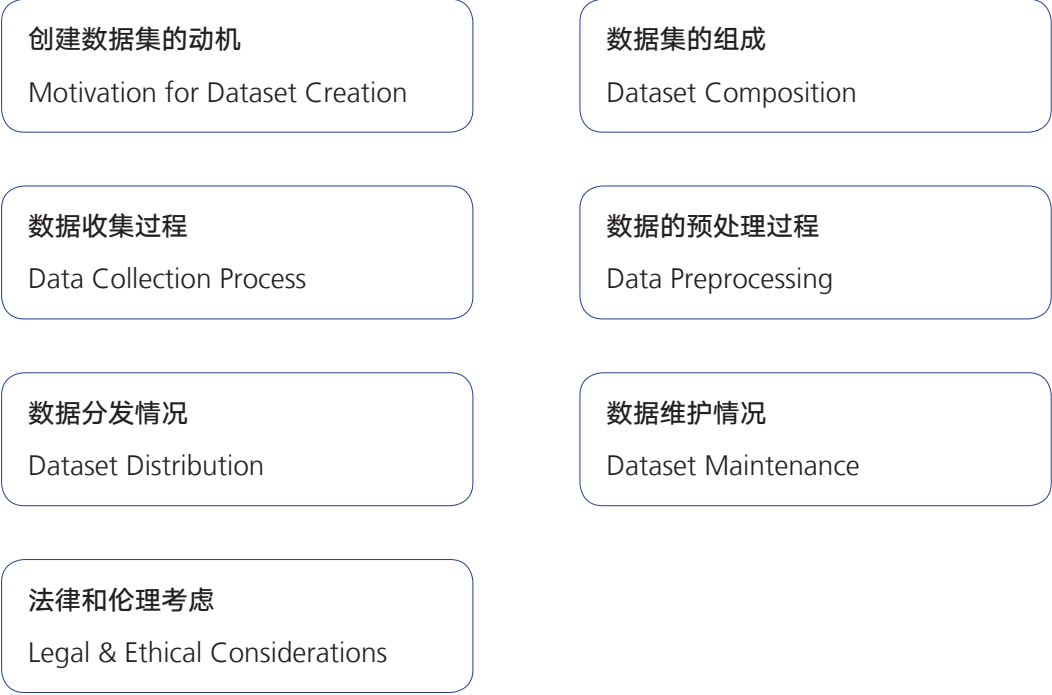 创建数据集的动机
Motivation for Dataset Creation
数据集的组成
Dataset Composition
数据收集过程
Data Collection Process
数据的预处理过程
Data Preprocessing
数据分发情况
Dataset Distribution
数据维护情况
Dataset Maintenance
法律和伦理考虑
Legal & Ethical Considerations